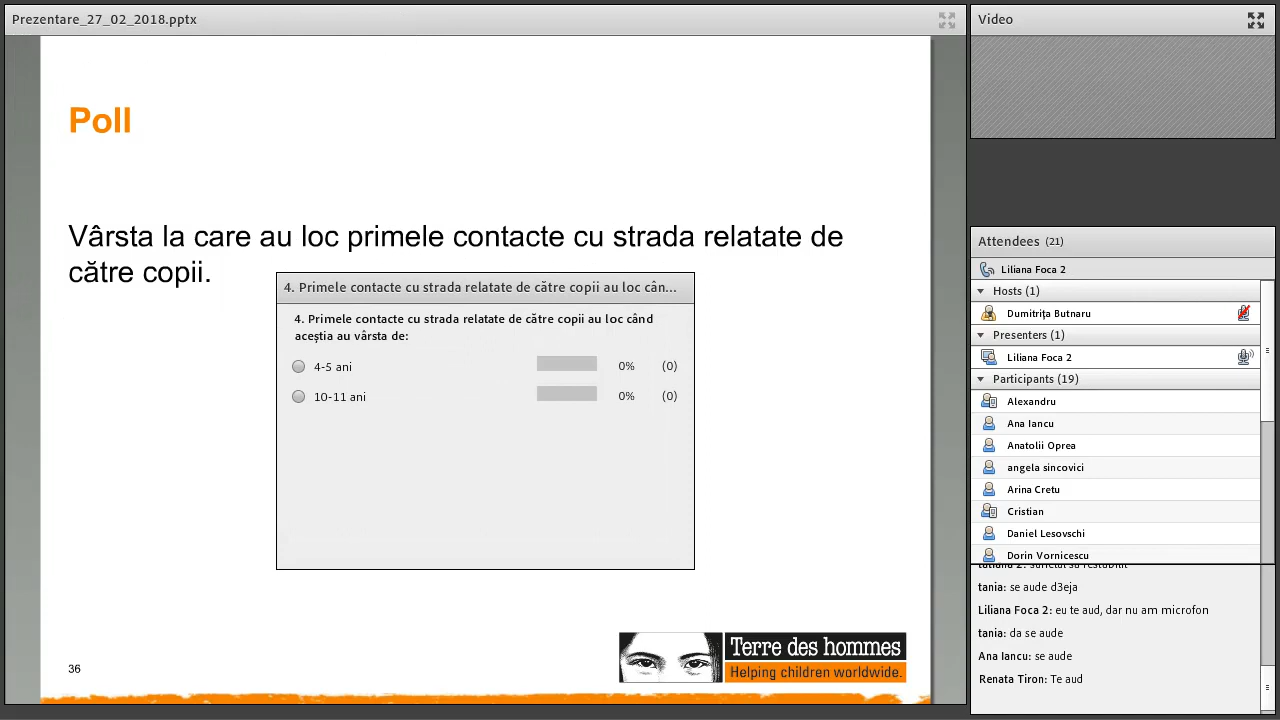 Prezentare_27_02_2018.pptx
Poll
Vârsta la care au loc primele contacte cu strada relatate de
către copii.
4. Primele contacte cu strada relatate de către copii au loc cân...
4. Primele contacte cu strada relatate de către copii au loc când
aceştia au vârsta de:
4-5 ani 0% (0)
10-11 ani 0% (0)
36
Terre des hommes
Helping children worldwide.
Video
Attendees (21)
Liliana Foca 2
Hosts (1)
Dumitriţa Butnaru
Presenters (1)
Liliana Foca 2
Participants (19)
Alexandru
Ana Iancu
Anatolii Oprea
angela sincovici
Arina Cretu
Cristian
Daniel Lesovschi
Dorin Vornicescu
tania: se aude d3eja
Liliana Foca 2: eu te aud, dar nu am microfon
tania: da se aude
Ana Iancu: se aude
Renata Tiron: Te aud